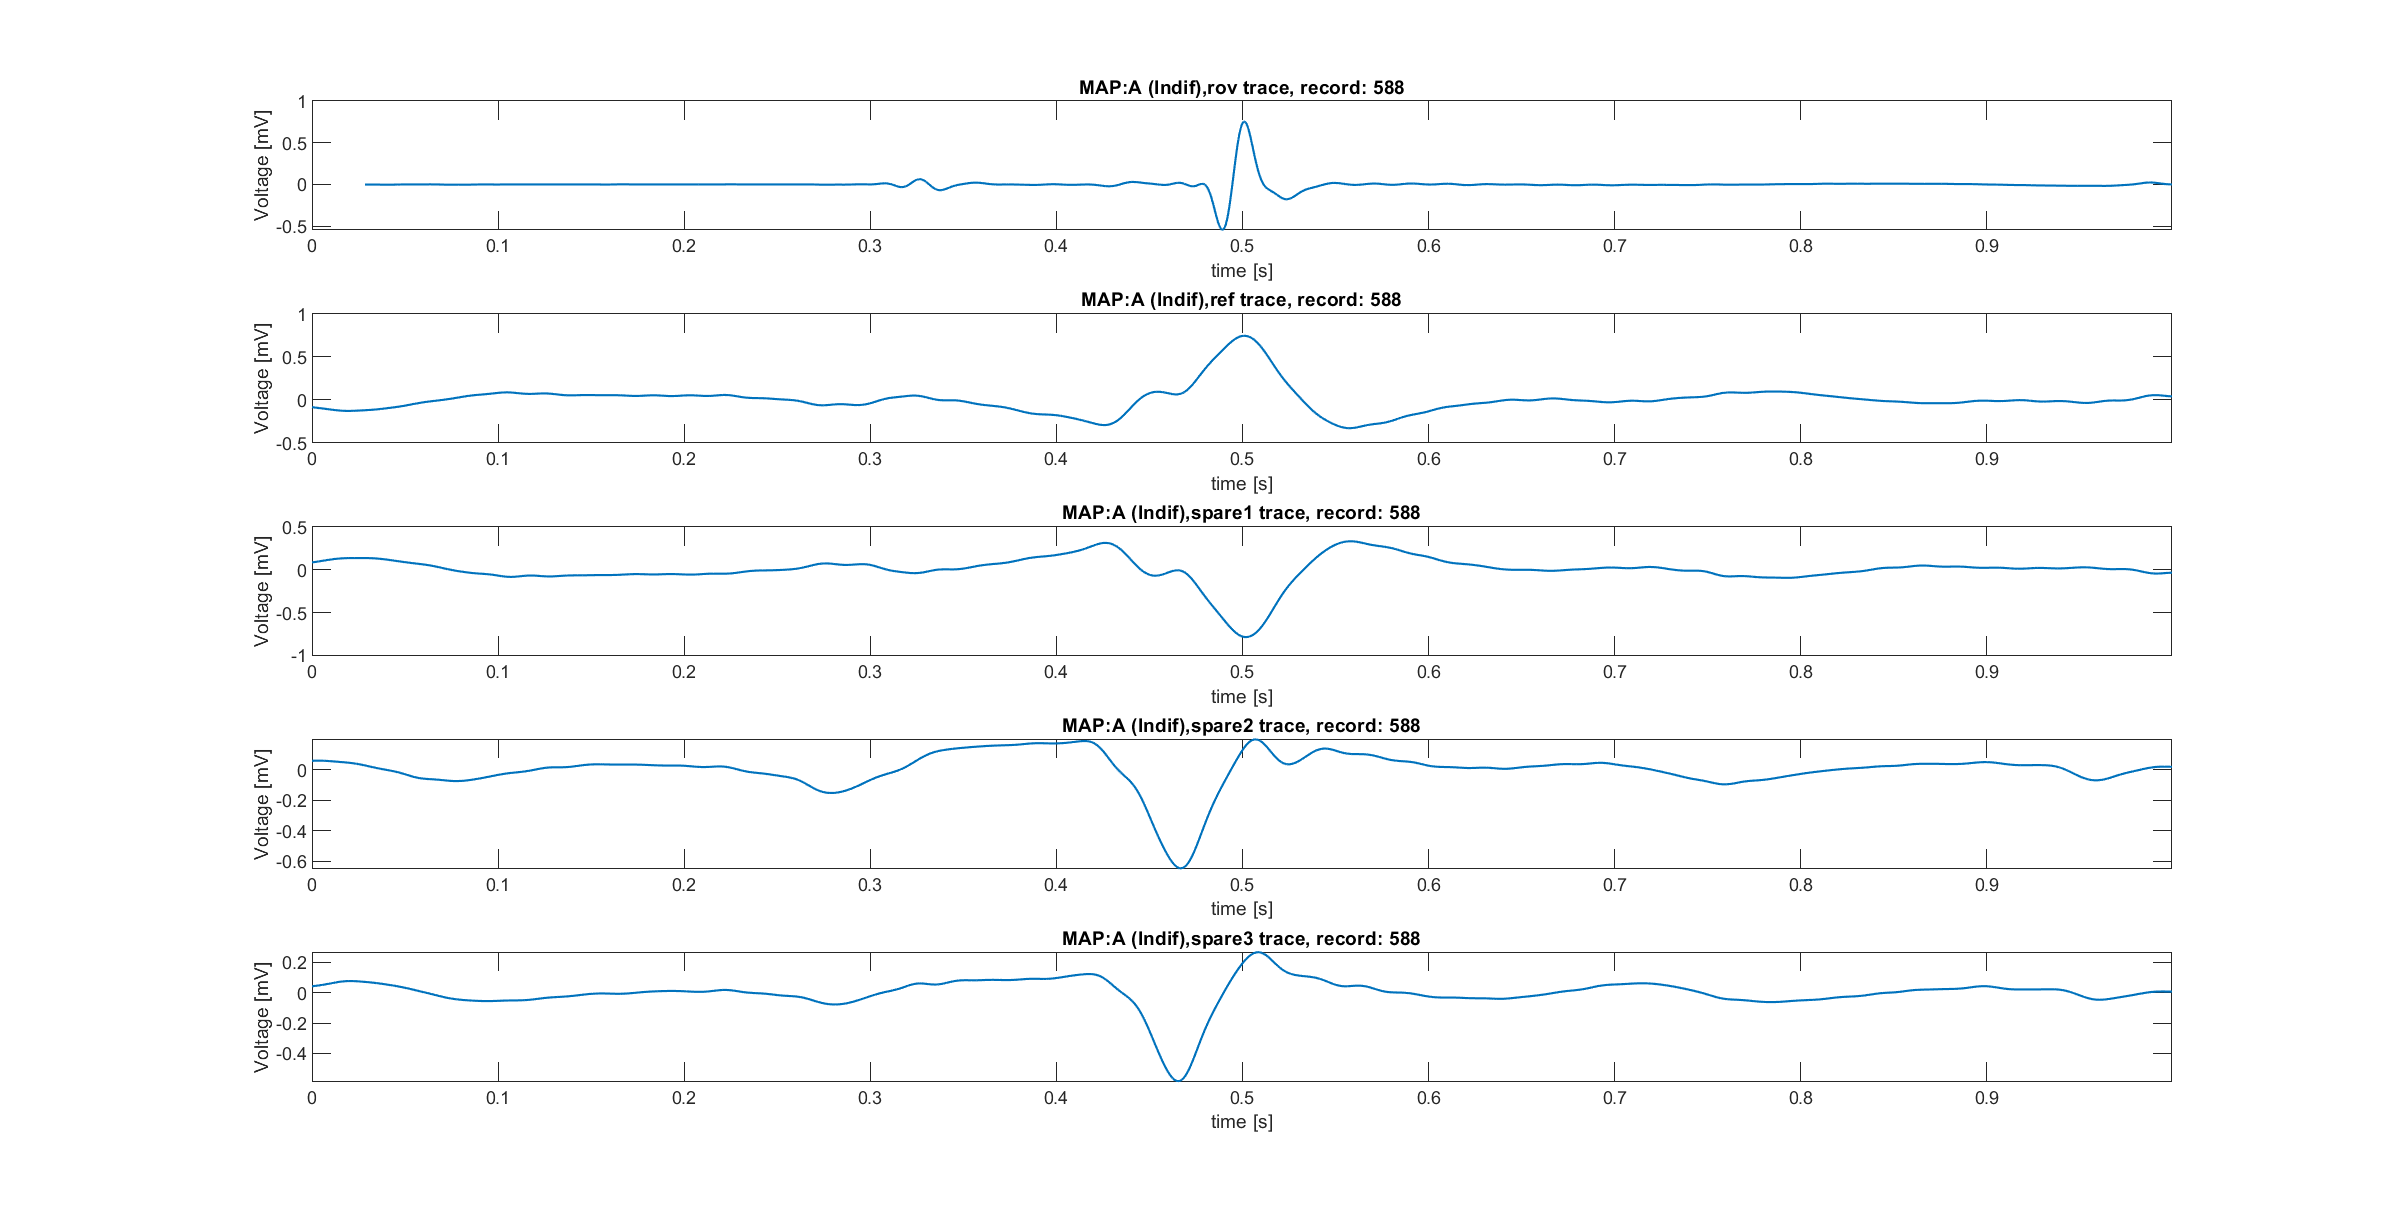 MAP:A (Indif),rov trace, record: 588
Voltage [mV]
1
0.5
0
-0.5
0 0.1 0.2 0.3 0.4 0.5 0.6 0.7 0.8 0.9
time [s]
MAP:A (Indif),ref trace, record: 588
Voltage [mV]
1
0.5
0
-0.5
0 0.1 0.2 0.3 0.4 0.5 0.6 0.7 0.8 0.9
time [s]
MAP:A (Indif),spare1 trace, record: 588
Voltage [mV]
0.5
0
-0.5
-1
0 0.1 0.2 0.3 0.4 0.5 0.6 0.7 0.8 0.9
time [s]
MAP:A (Indif),spare2 trace, record: 588
Voltage [mV]
0
-0.2
-0.4
-0.6
0 0.1 0.2 0.3 0.4 0.5 0.6 0.7 0.8 0.9
time [s]
MAP:A (Indif),spare3 trace, record: 588
Voltage [mV]
0.2
0
-0.2
-0.4
0 0.1 0.2 0.3 0.4 0.5 0.6 0.7 0.8 0.9
time [s]